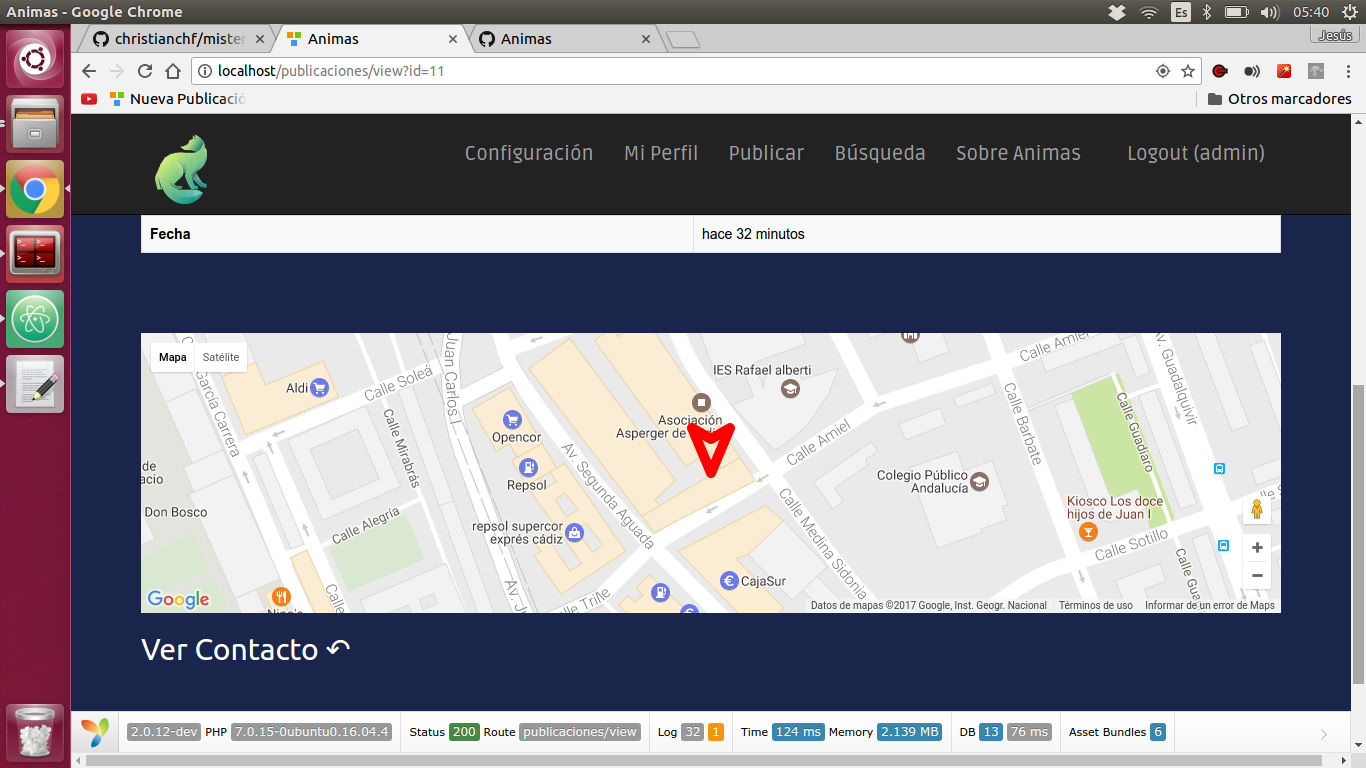 Animas - Google Chrome
Es
05:40
christianchf/mister
Animas
Animas
Jesús
localhost/publicaciones/view?id=11
Nueva Publicació
Otros marcadores
Configuración Mi Perfil Publicar Búsqueda Sobre Animas Logout (admin)
Fecha hace 32 minutos
Mapa Satélite
García Carrera
Aldi
Calle Soleá
Calle Mirabrás
Juan Carlos I
Opencor
Repsol
Av. Segunda Aguada
repsol supercor
exprés cádiz
IES Rafael alberti
Asociación
Asperger de
Calle Amiel
Calle Amiel
Calle Medina Sidonia
Colegio Público
Andalucía
Calle Barbate
Calle Guadiaro
Av. Guadalquivir
Kiosco Los doce
hijos de Juan I
Calle Sotillo
Calle Gua
de
acio
Don Bosco
Calle Alegría
Calle
Av. Ju
alle Triñe
CajaSur
Google
Datos de mapas ©2017 Google, Inst. Geogr. Nacional Términos de uso Informar de un error de Maps
Ver Contacto ↶
2.0.12-dev PHP 7.0.15-0ubuntu0.16.04.4 Status 200 Route publicaciones/view Log 32 1 Time 124 ms Memory 2.139 MB DB 13 76 ms Asset Bundles 6